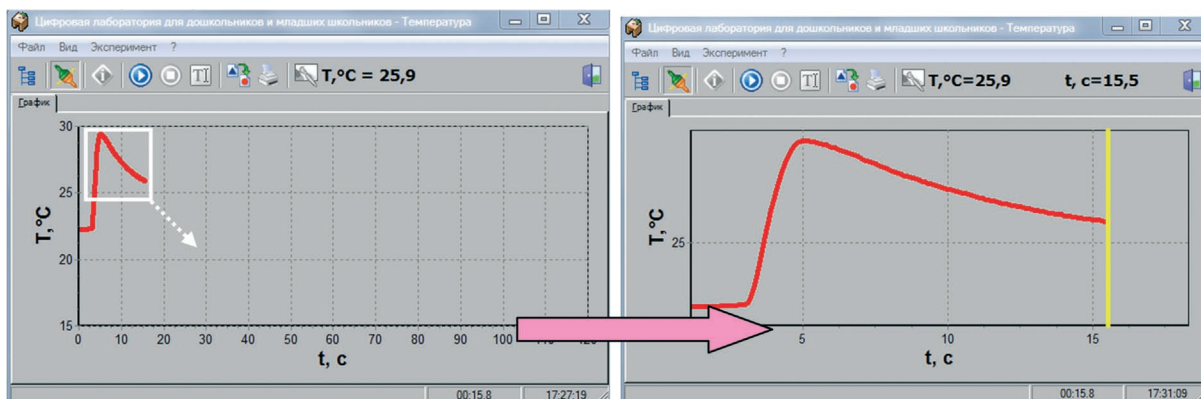 Цифровая лаборатория для дошкольников и младших школьников - Температура
Файл Вид Эксперимент ?
T,°C = 25,9
График
30
25
20
15
T,°C
0 10 20 30 40 50 60 70 80 90 100 110 120
t, c
00:15.8 17:27:19
Цифровая лаборатория для дошкольников и младших школьников - Температура
Файл Вид Эксперимент ?
T,°C=25,9 t, c=15,5
График
25
T,°C
5 10 15
t, c
00:15.8 17:31:09